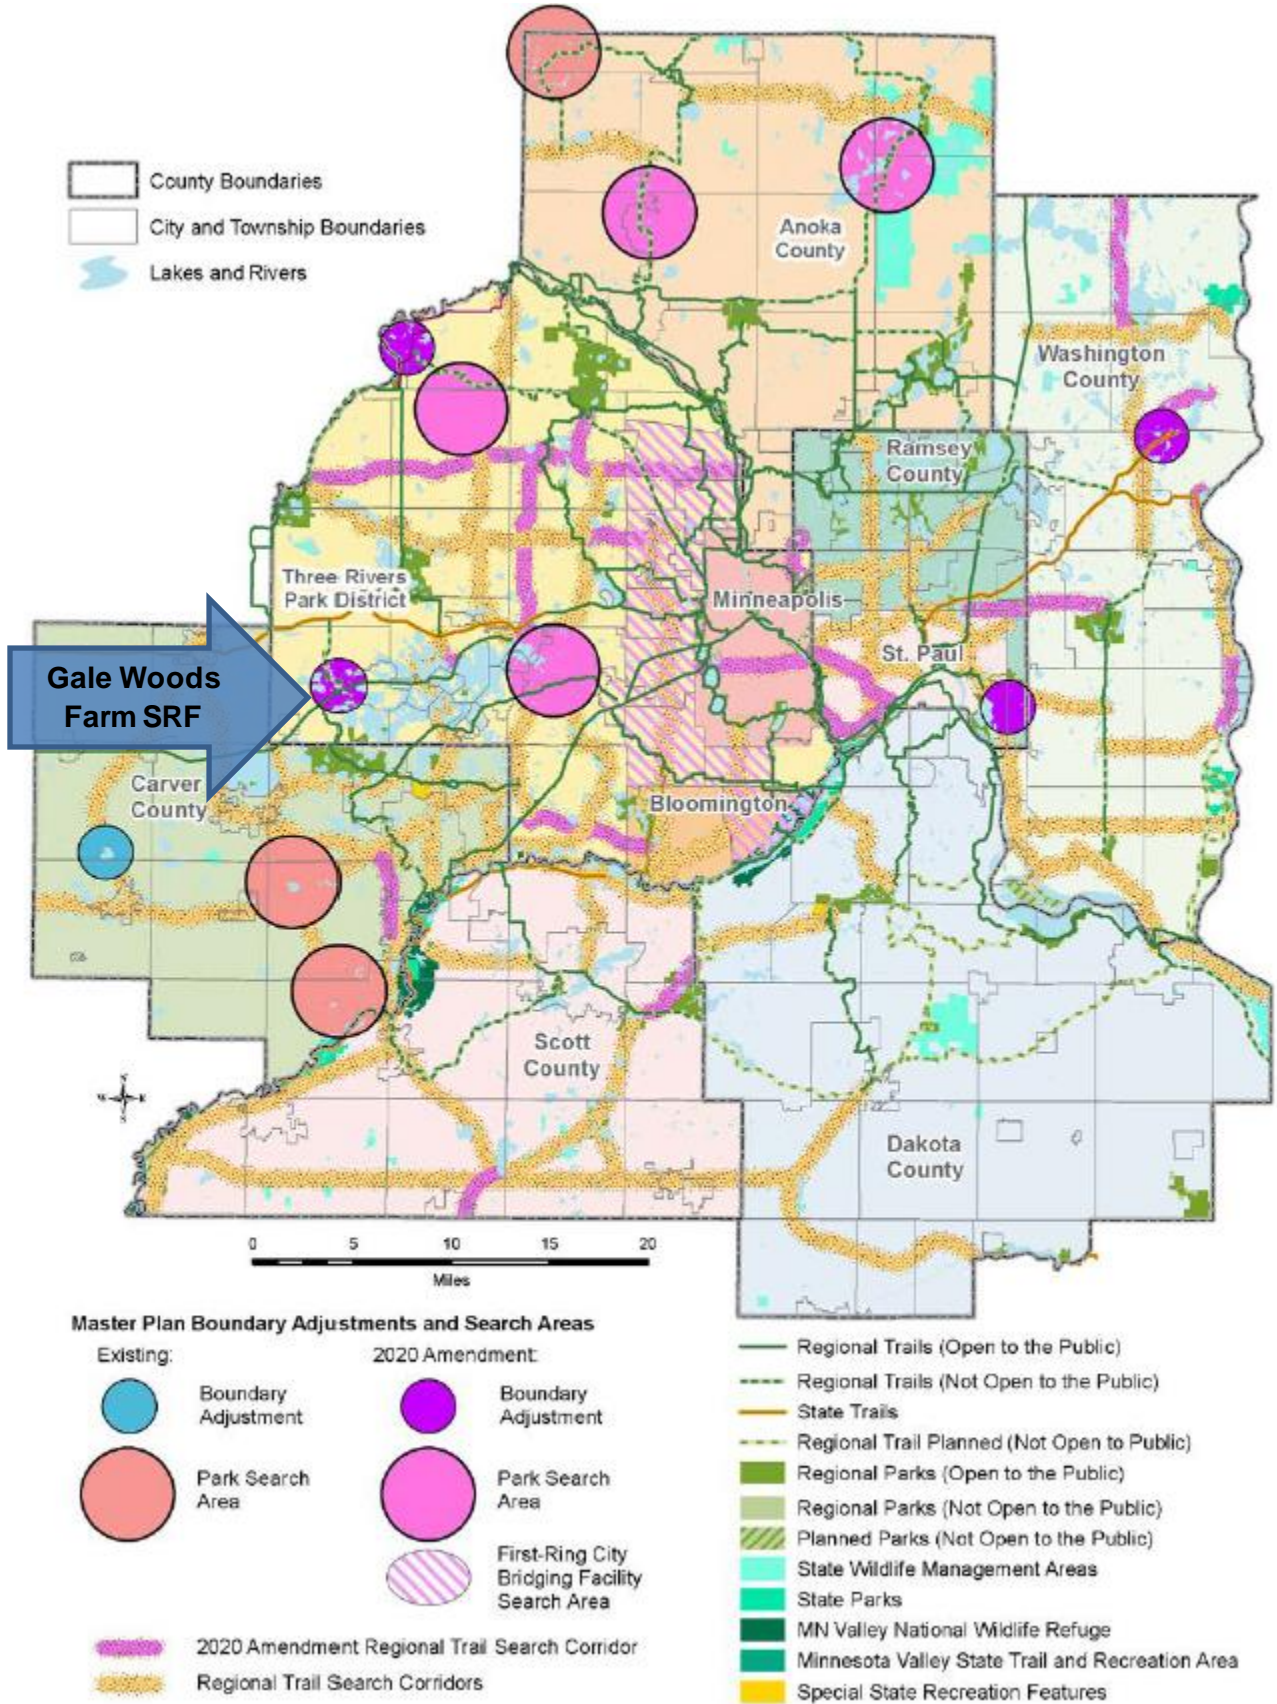 County Boundaries
City and Township Boundaries
Lakes and Rivers
Anoka
County
Washington
County
Ramsey
County
Three Rivers
Park District
Minneapolis
St. Paul
Gale Woods
Farm SRF
Carver
County
Bloomington
Scott
County
Dakota
County
0 5 10 15 20
Miles
Master Plan Boundary Adjustments and Search Areas
Existing:
Boundary
Adjustment
Park Search
Area
2020 Amendment:
Boundary
Adjustment
Park Search
Area
First-Ring City
Bridging Facility
Search Area
2020 Amendment Regional Trail Search Corridor
Regional Trail Search Corridors
Regional Trails (Open to the Public)
Regional Trails (Not Open to the Public)
State Trails
Regional Trail Planned (Not Open to Public)
Regional Parks (Open to the Public)
Regional Parks (Not Open to the Public)
Planned Parks (Not Open to the Public)
State Wildlife Management Areas
State Parks
MN Valley National Wildlife Refuge
Minnesota Valley State Trail and Recreation Area
Special State Recreation Features